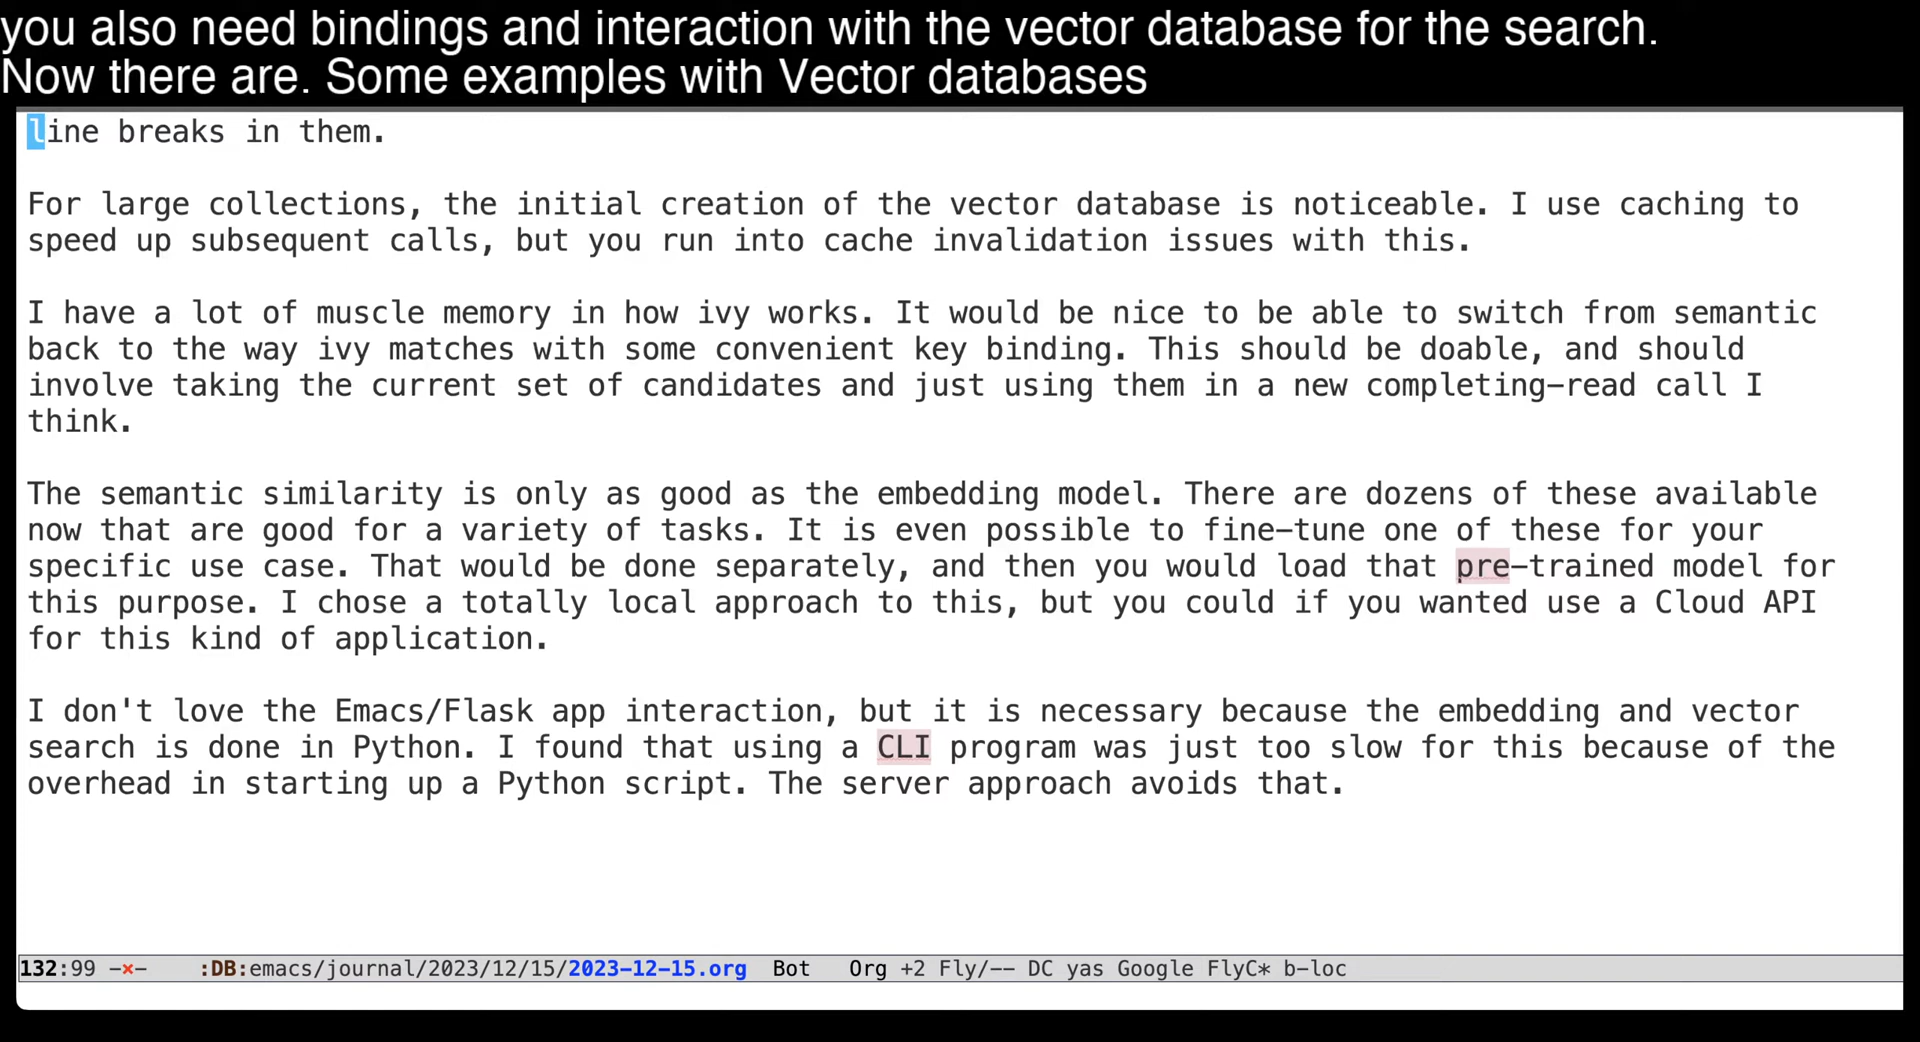 you also need bindings and interaction with the vector database for the search.
Now there are. Some examples with Vector databases
line breaks in them.
For large collections, the initial creation of the vector database is noticeable. I use caching to
speed up subsequent calls, but you run into cache invalidation issues with this.
I have a lot of muscle memory in how ivy works. It would be nice to be able to switch from semantic
back to the way ivy matches with some convenient key binding. This should be doable, and should
involve taking the current set of candidates and just using them in a new completing-read call I
think.
The semantic similarity is only as good as the embedding model. There are dozens of these available
now that are good for a variety of tasks. It is even possible to fine-tune one of these for your
specific use case. That would be done separately, and then you would load that pre-trained model for
this purpose. I chose a totally local approach to this, but you could if you wanted use a Cloud API
for this kind of application.
I don't love the Emacs/Flask app interaction, but it is necessary because the embedding and vector
search is done in Python. I found that using a CLI program was just too slow for this because of the
overhead in starting up a Python script. The server approach avoids that.
132:99 -×- :DB:emacs/journal/2023/12/15/2023-12-15.org Bot Org +2 Fly/-- DC yas Google FlyC* b-loc